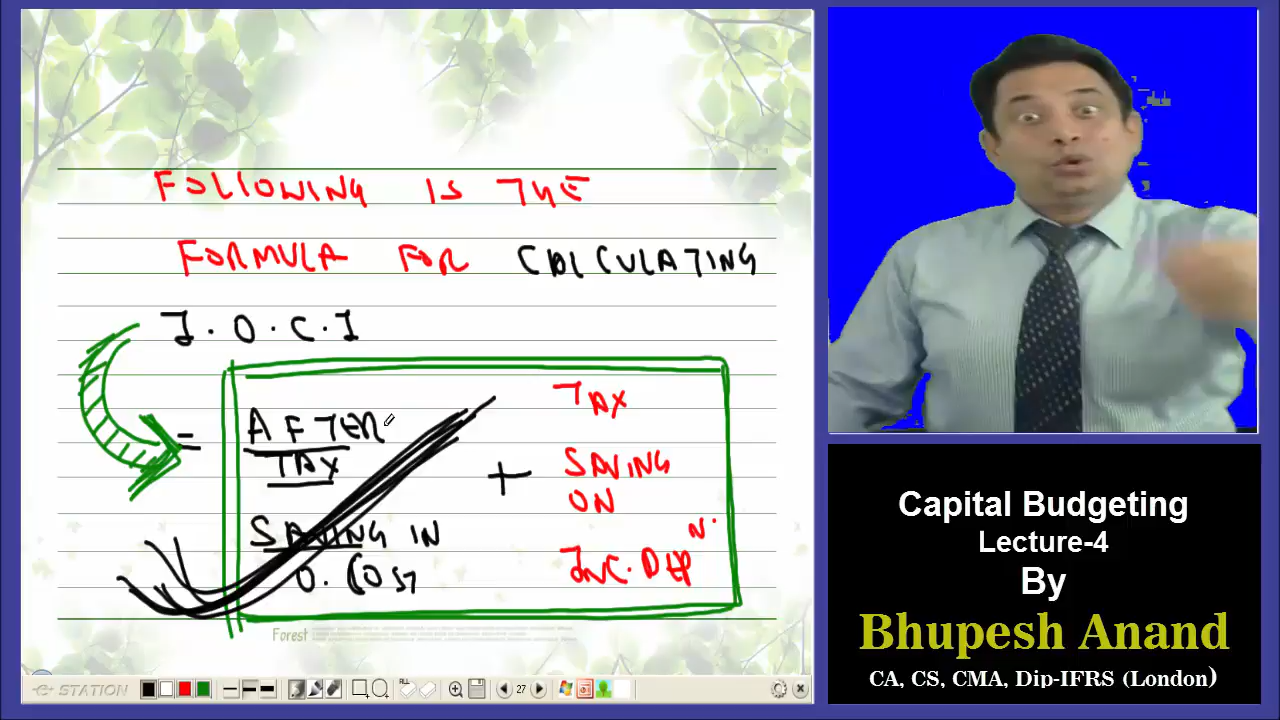 FOLLOWING IS THE
FORMULA FOR CALCULATING
I.O.C.I
= AFTER TAX SAVING IN O.COST + TAX SAVING ON INC.DEPN.
Forest
e-STATION
27
Capital Budgeting
Lecture-4
By
Bhupesh Anand
CA, CS, CMA, Dip-IFRS (London)